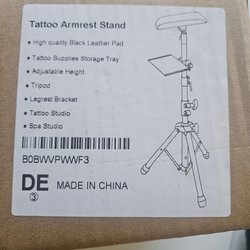 Tattoo Armrest Stand
• High quality Black Leather Pad
• Tattoo Supplies Storage Tray
• Adjustable Height
• Tripod
• Legrest Bracket
• Tattoo Studio
• Spa Studio
B0BWVPWWF3
DE MADE IN CHINA
③